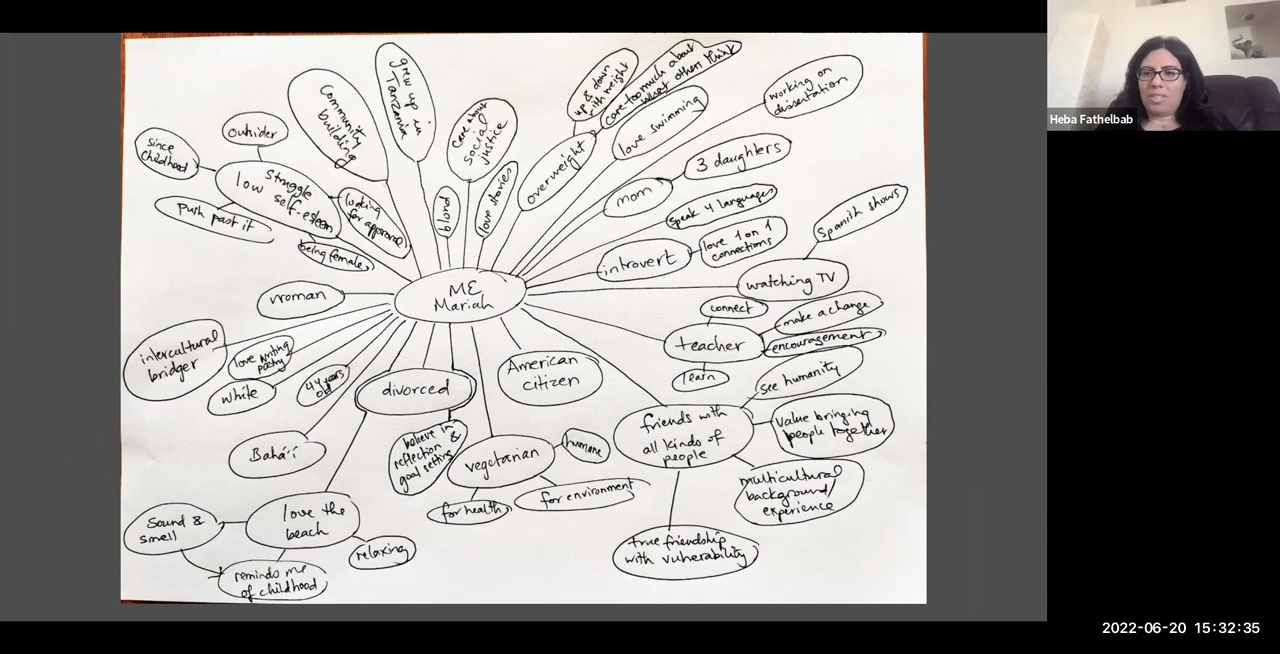 grew up in
Tanzania
Community
building
outsider
since
childhood
struggle
low self-esteem
looking
for approval
push past it
being female
care about
social
justice
blond
love stories
up & down
with weight
care too much about
what others think
overweight
love swimming
working on
dissertation
3 daughters
mom
speak 4 languages
introvert
love 1 on 1
connections
Spanish shows
watching TV
ME
Mariah
woman
intercultural
bridger
love writing
poetry
white
44 years
old
Bahá'í
divorced
believe in
reflection &
goal setting
American
citizen
connect
teacher
make a change
encouragement
learn
see humanity
friends with
all kinds of
people
value bringing
people together
multicultural
background/
experience
true friendship
with vulnerability
vegetarian
humane
for health
for environment
love the
beach
Sound &
smell
relaxing
reminds me
of childhood
Heba Fathelbab
2022-06-20 15:32:35